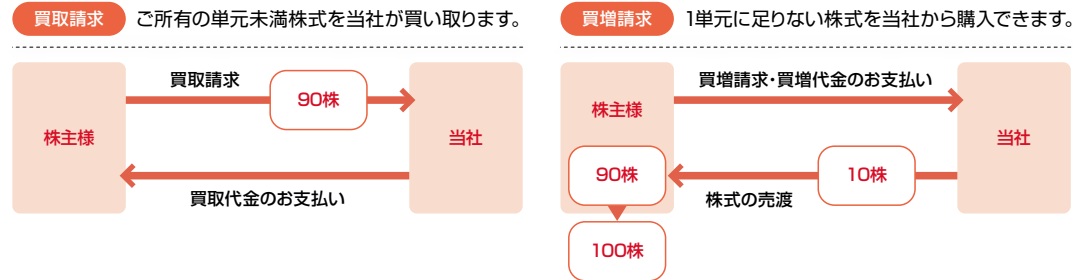 買取請求 ご所有の単元未満株式を当社が買い取ります。
買取請求
90株
株主様
当社
買取代金のお支払い
買増請求 1単元に足りない株式を当社から購入できます。
買増請求・買増代金のお支払い
株主様
当社
90株
10株
株式の売渡
100株